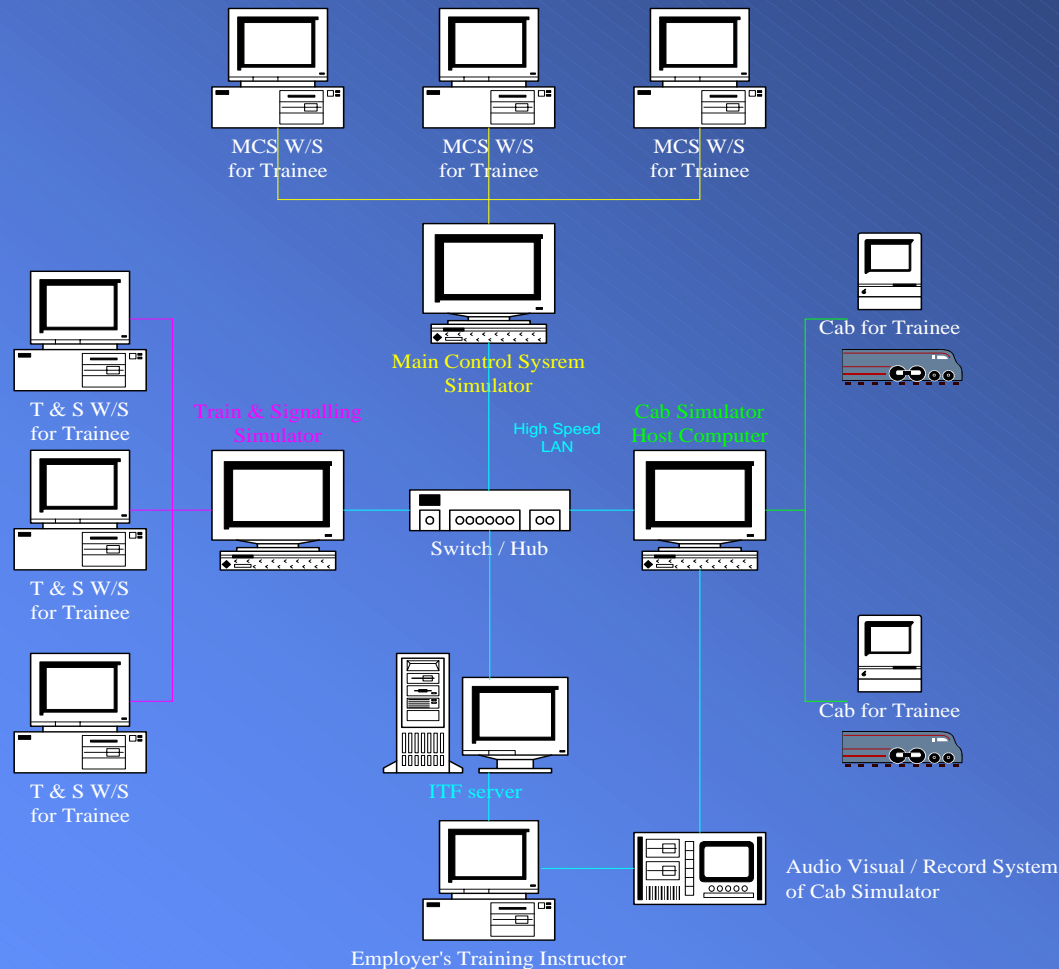 MCS W/S
for Trainee
MCS W/S
for Trainee
MCS W/S
for Trainee
Main Control Sysrem
Simulator
Cab for Trainee
T & S W/S
for Trainee
Train & Signalling
Simulator
High Speed
LAN
Cab Simulator
Host Computer
Switch / Hub
T & S W/S
for Trainee
T & S W/S
for Trainee
Cab for Trainee
ITF server
Audio Visual / Record System
of Cab Simulator
Employer's Training Instructor